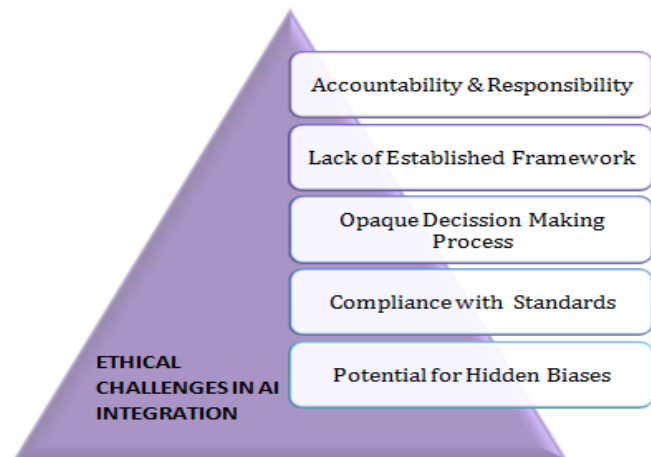 Accountability & Responsibility
Lack of Established Framework
Opaque Decission Making
Process
Compliance with Standards
Potential for Hidden Biases
ETHICAL
CHALLENGES IN AI
INTEGRATION